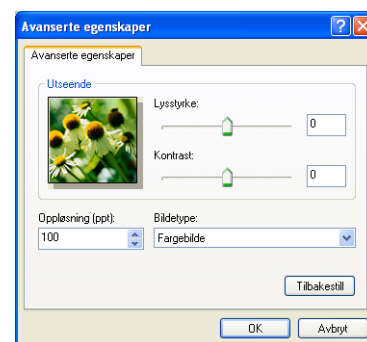 Avanserte egenskaper
Avanserte egenskaper
Utseende
Lysstyrke:
0
Kontrast:
0
Oppløsning (ppt): Bildetype:
100 Fargebilde
Tilbakestill
OK Avbryt